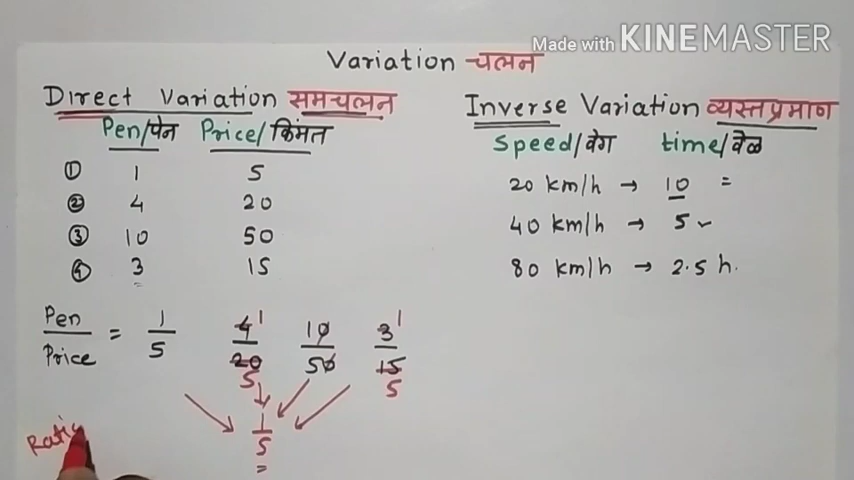 Made with KINEMASTER
Variation चलन
Direct Variation समचलन
Pen/पेन Price/किंमत
① 1 5
② 4 20
③ 10 50
④ 3 15
Pen/Price = 1/5 4/20 1/5 10/50 3/15 1/5
1/5 =
Ratio
Inverse Variation व्यस्तप्रमाण
Speed/वेग time/वेळ
20 km/h → 10 =
40 km/h → 5
80 km/h → 2.5 h.